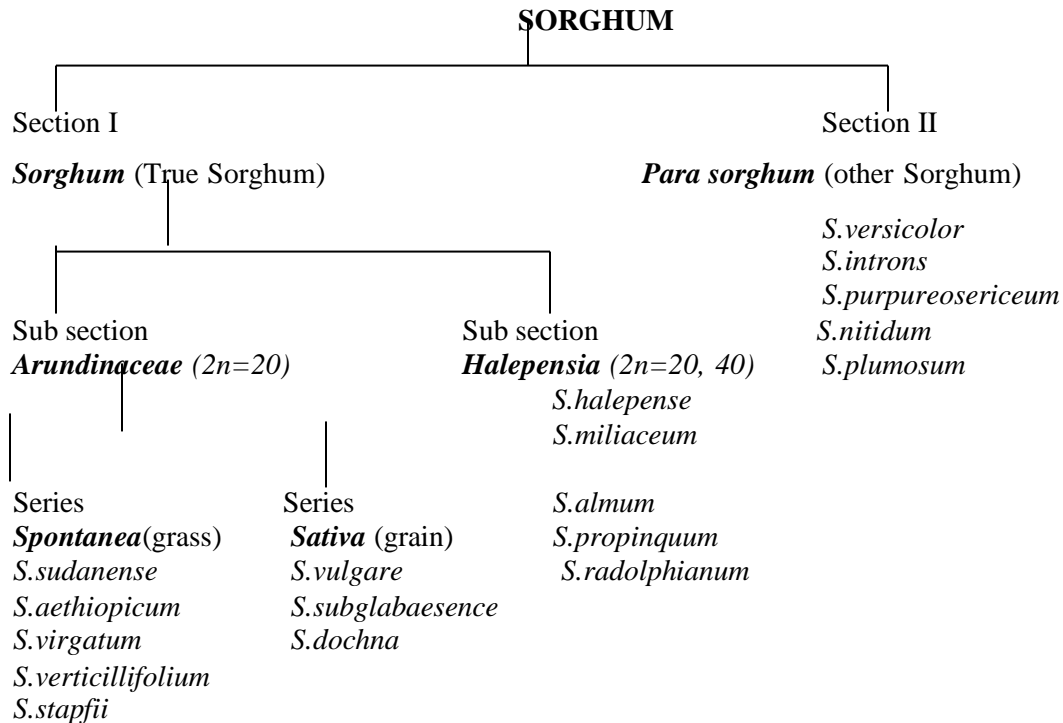 SORGHUM
Section I
Section II
Sorghum (True Sorghum)
Para sorghum (other Sorghum)
S.versicolor
S.introns
S.purpureosericeum
S.nitidum
S.plumosum
Sub section
Arundinaceae (2n=20)
Sub section
Halepensia (2n=20, 40)
S.halepense
S.miliaceum
S.almum
S.propinquum
S.radolphianum
Series
Spontanea(grass)
S.sudanense
S.aethiopicum
S.virgatum
S.verticillifolium
S.stapfii
Series
Sativa (grain)
S.vulgare
S.subglabaesence
S.dochna